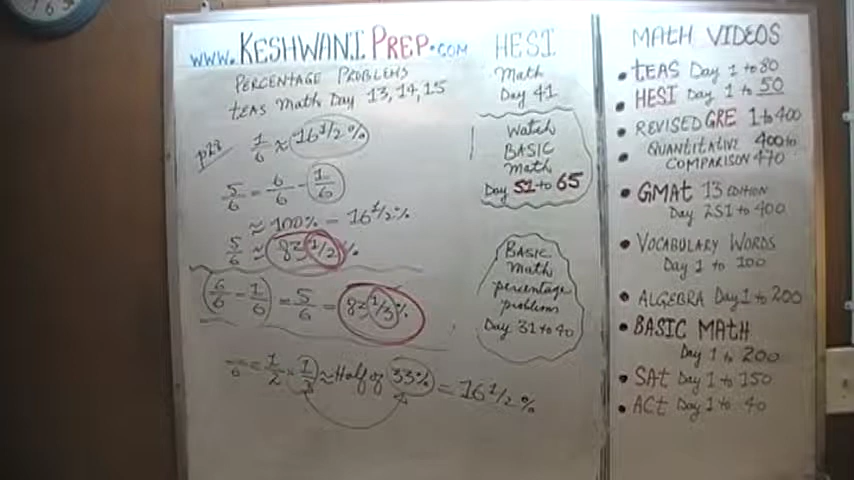 www.KESHWANIPREP.com
PERCENTAGE PROBLEMS
tEAS Math Day 13, 14, 15
p28
1/6 ≈ 16 1/2 %
5/6 = 6/6 - 1/6
≈ 100% - 16 1/2 %
5/6 ≈ 83 1/2 %
6/6 - 1/6 = 5/6 = 83 1/3 %
6 = 1/2 × 1/3 ≈ Half of 33% = 16 1/2 %
HESI
Math
Day 41
Watch
BASIC
Math
Day 51 to 65
BASIC
Math
percentage
problems
Day 31 to 40
MATH VIDEOS
• tEAS Day 1 to 80
• HESI Day 1 to 50
• REVISED GRE 1 to 400
• QUANTITATIVE 400 to
COMPARISON 470
• GMAt 13 EDITION
Day 251 to 400
• VOCABULARY WORDS
Day 1 to 100
• ALGEBRA Day 1 to 200
• BASIC MATH
Day 1 to 200
• SAt Day 1 to 150
• ACt Day 1 to 40